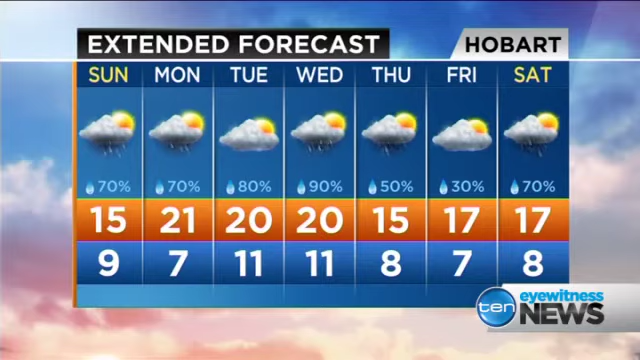 EXTENDED FORECAST HOBART
SUN MON TUE WED THU FRI SAT
70% 70% 80% 90% 50% 30% 70%
15 21 20 20 15 17 17
9 7 11 11 8 7 8
ten eyewitness
NEWS